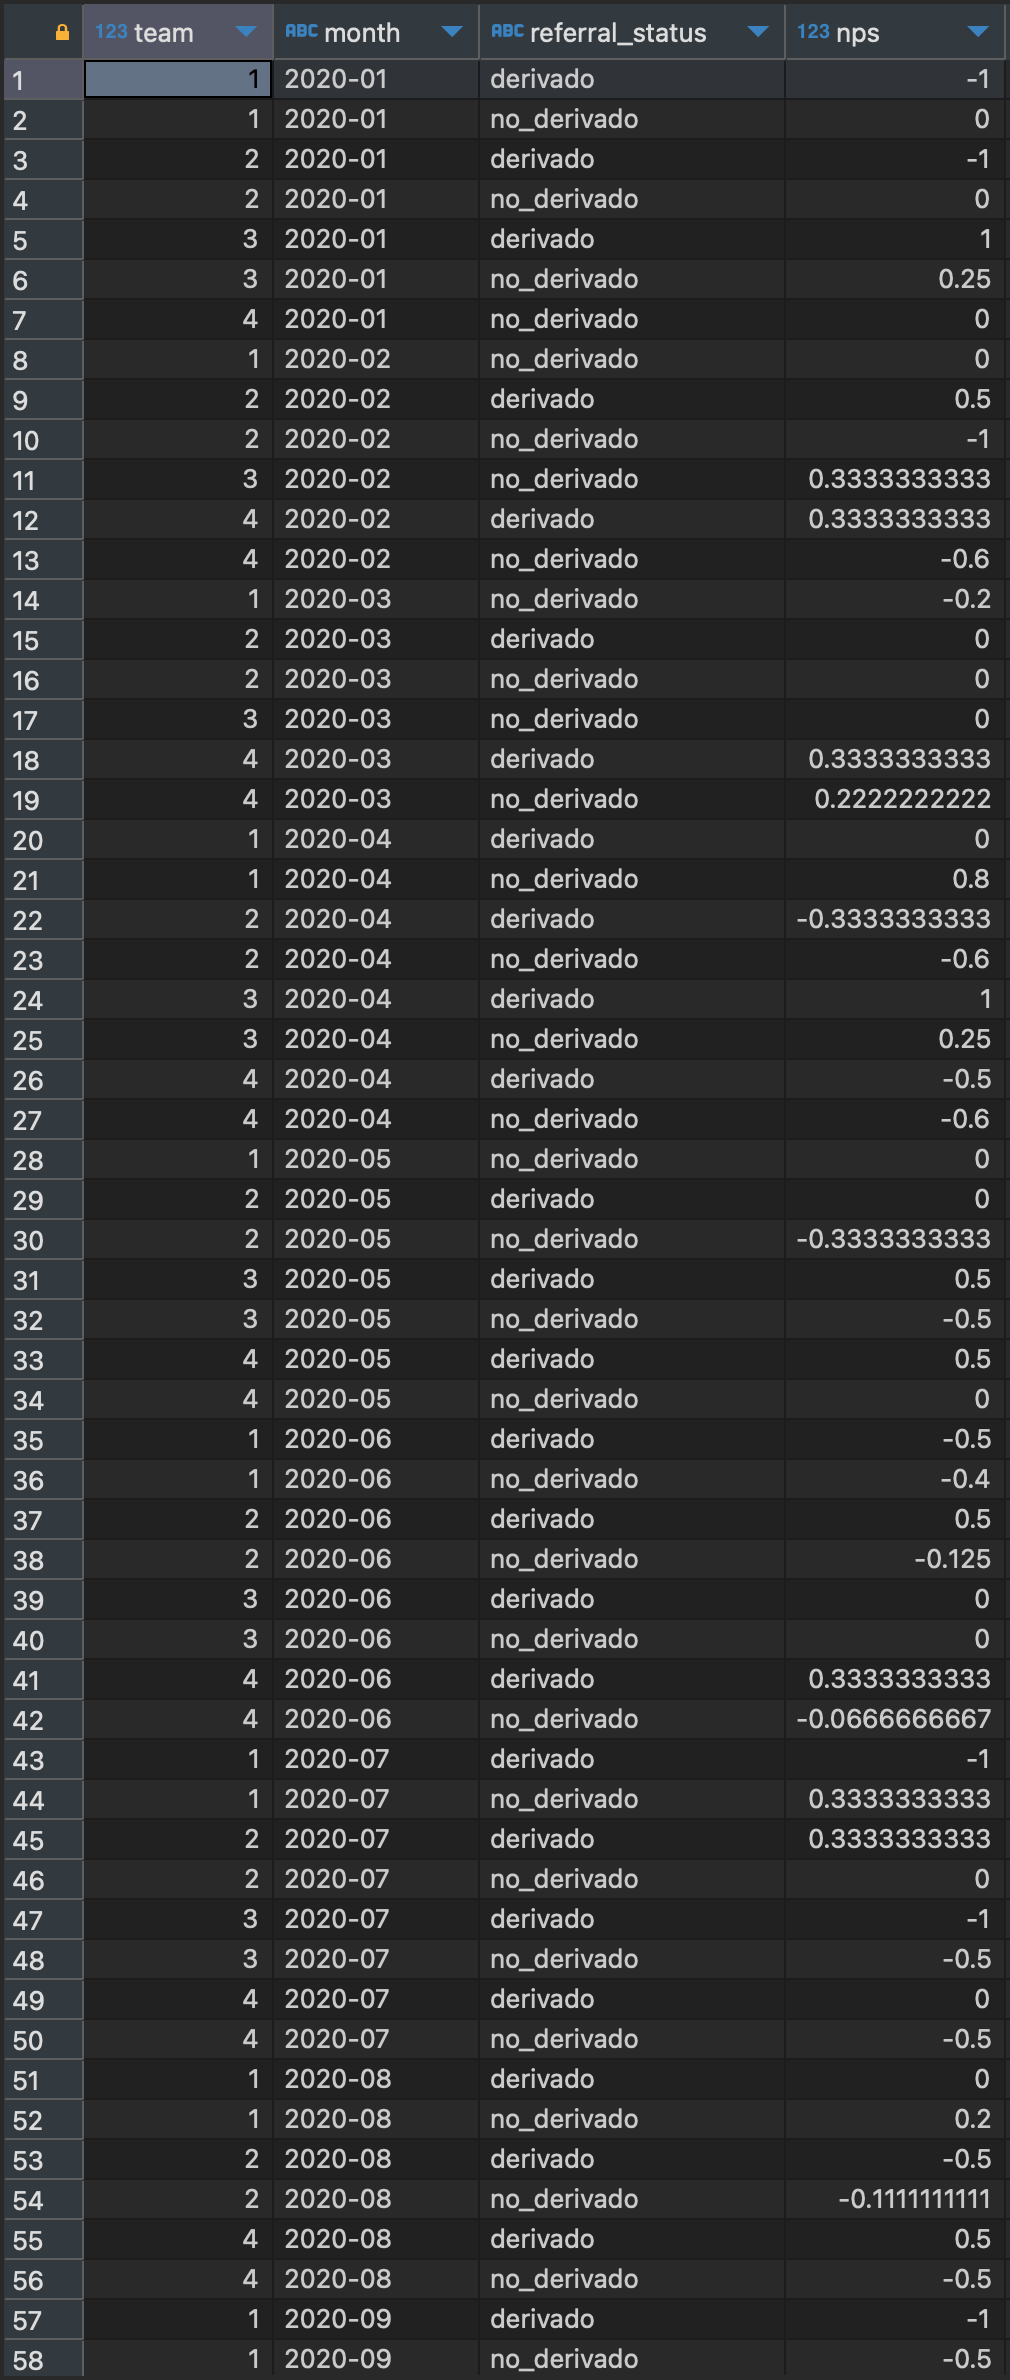 123 team ABC month ABC referral_status 123 nps
1 1 2020-01 derivado -1
2 1 2020-01 no_derivado 0
3 2 2020-01 derivado -1
4 2 2020-01 no_derivado 0
5 3 2020-01 derivado 1
6 3 2020-01 no_derivado 0.25
7 4 2020-01 no_derivado 0
8 1 2020-02 no_derivado 0
9 2 2020-02 derivado 0.5
10 2 2020-02 no_derivado -1
11 3 2020-02 no_derivado 0.3333333333
12 4 2020-02 derivado 0.3333333333
13 4 2020-02 no_derivado -0.6
14 1 2020-03 no_derivado -0.2
15 2 2020-03 derivado 0
16 2 2020-03 no_derivado 0
17 3 2020-03 no_derivado 0
18 4 2020-03 derivado 0.3333333333
19 4 2020-03 no_derivado 0.2222222222
20 1 2020-04 derivado 0
21 1 2020-04 no_derivado 0.8
22 2 2020-04 derivado -0.3333333333
23 2 2020-04 no_derivado -0.6
24 3 2020-04 derivado 1
25 3 2020-04 no_derivado 0.25
26 4 2020-04 derivado -0.5
27 4 2020-04 no_derivado -0.6
28 1 2020-05 no_derivado 0
29 2 2020-05 derivado 0
30 2 2020-05 no_derivado -0.3333333333
31 3 2020-05 derivado 0.5
32 3 2020-05 no_derivado -0.5
33 4 2020-05 derivado 0.5
34 4 2020-05 no_derivado 0
35 1 2020-06 derivado -0.5
36 1 2020-06 no_derivado -0.4
37 2 2020-06 derivado 0.5
38 2 2020-06 no_derivado -0.125
39 3 2020-06 derivado 0
40 3 2020-06 no_derivado 0
41 4 2020-06 derivado 0.3333333333
42 4 2020-06 no_derivado -0.0666666667
43 1 2020-07 derivado -1
44 1 2020-07 no_derivado 0.3333333333
45 2 2020-07 derivado 0.3333333333
46 2 2020-07 no_derivado 0
47 3 2020-07 derivado -1
48 3 2020-07 no_derivado -0.5
49 4 2020-07 derivado 0
50 4 2020-07 no_derivado -0.5
51 1 2020-08 derivado 0
52 1 2020-08 no_derivado 0.2
53 2 2020-08 derivado -0.5
54 2 2020-08 no_derivado -0.1111111111
55 4 2020-08 derivado 0.5
56 4 2020-08 no_derivado -0.5
57 1 2020-09 derivado -1
58 1 2020-09 no_derivado -0.5